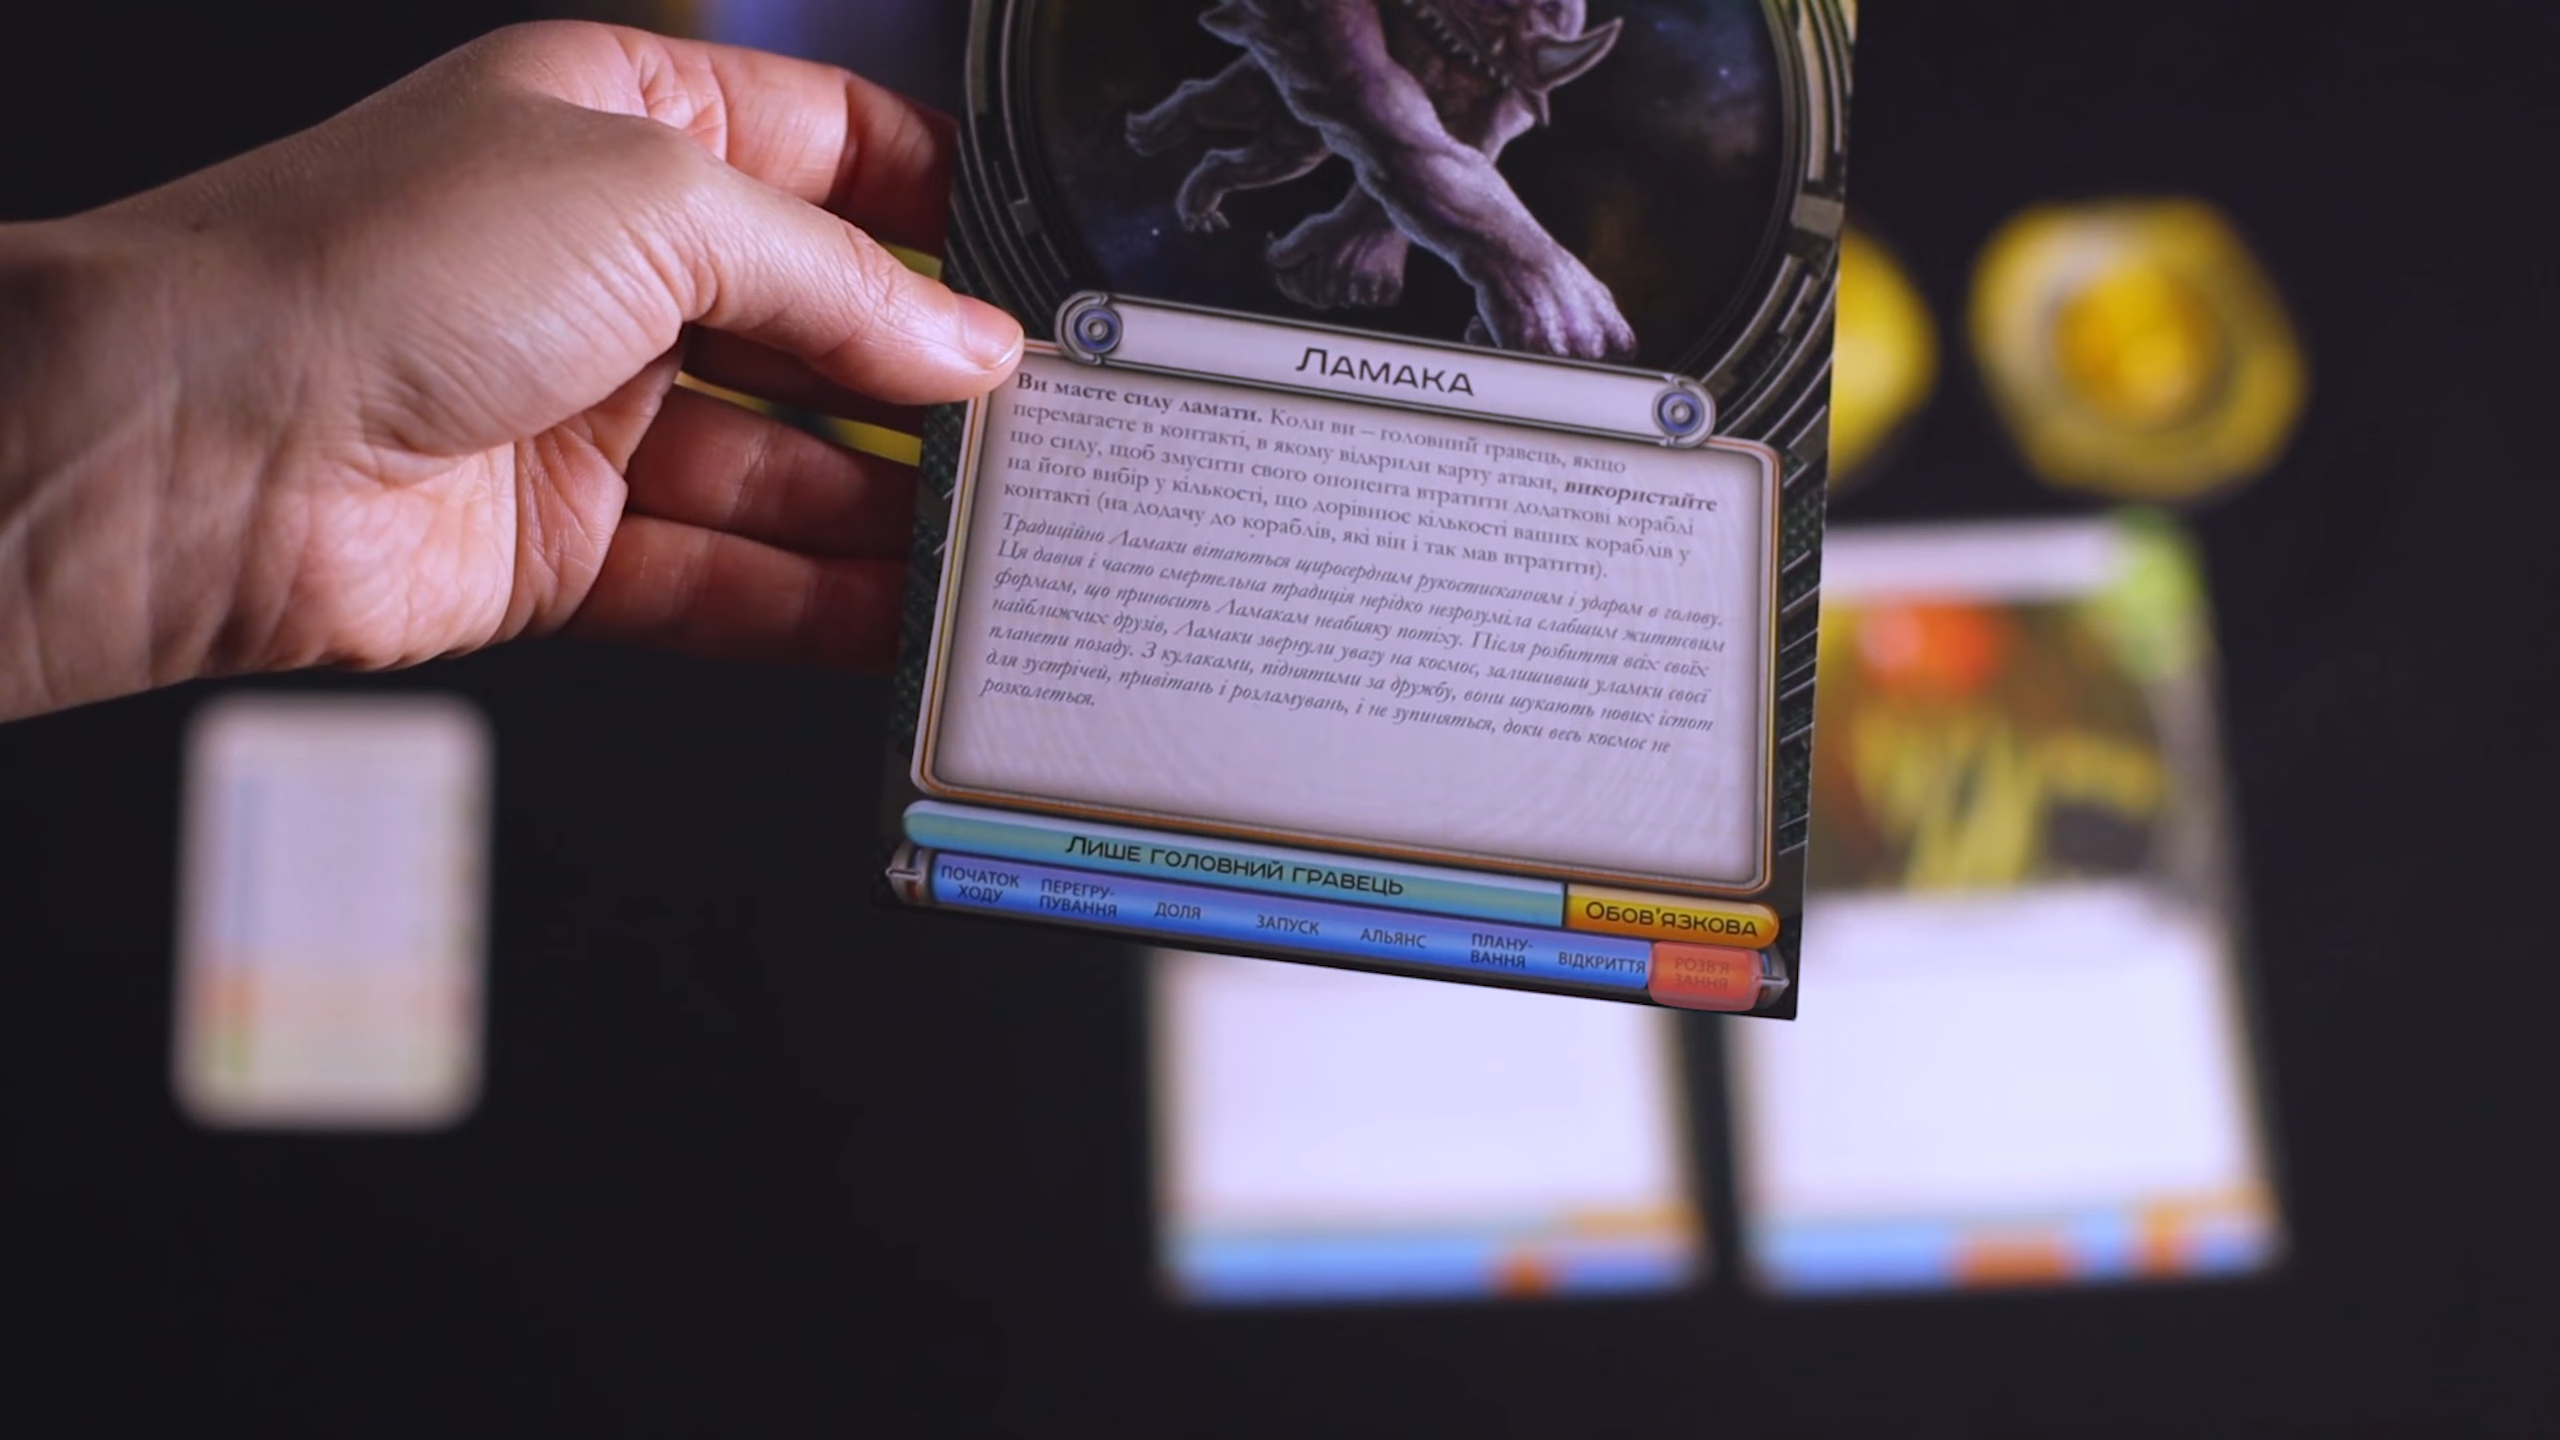 ЛАМАКА
Ви маєте силу ламати. Коли ви – головний гравець, якщо
перемагаєте в контакті, в якому відкрили карту атаки, використайте
цю силу, щоб змусити свого опонента втратити додаткові кораблі
на його вибір у кількості, що дорівнює кількості ваших кораблів у
контакті (на додачу до кораблів, які він і так мав втратити).
Традиційно Ламаки вітаються щиросердним рукостисканням і ударом в голову.
Ця давня і часто смертельна традиція нерідко незрозуміла слабшим життєвим
формам, що приносить Ламакам неабияку потіху. Після розбиття всіх своїх
найближчих друзів, Ламаки звернули увагу на космос, залишивши уламки своєї
планети позаду. З кулаками, піднятими за дружбу, вони шукають нових істот
для зустрічей, привітань і розламувань, і не зупиняться, доки весь космос не
розколеться.
ЛИШЕ ГОЛОВНИЙ ГРАВЕЦЬ
ОБОВ'ЯЗКОВА
ПОЧАТОК
ХОДУ
ПЕРЕГРУ-
ПУВАННЯ
ДОЛЯ
ЗАПУСК
АЛЬЯНС
ПЛАНУ-
ВАННЯ
ВІДКРИТТЯ
РОЗВ'Я
ЗАННЯ